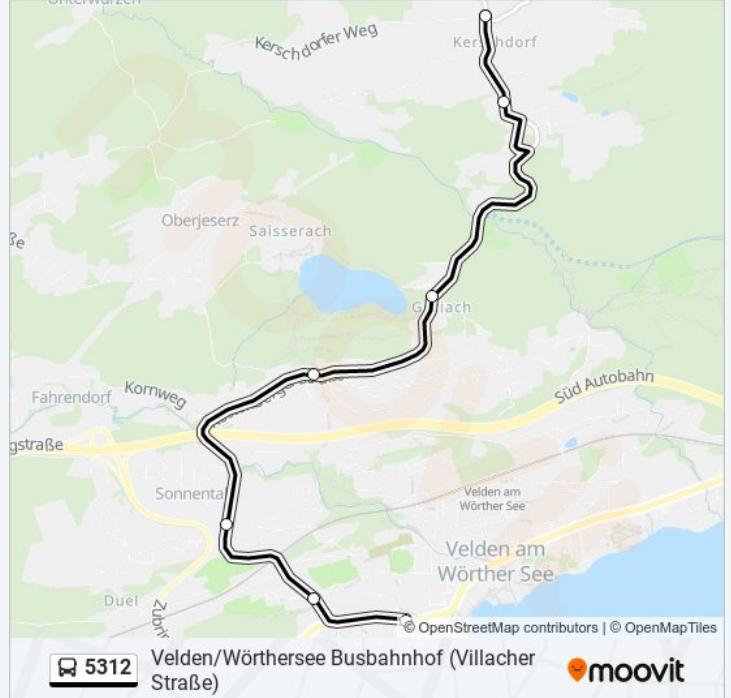 Kerschdorfer Weg
Kerschdorf
Oberjeserz
Saisserach
Fahrendorf
Kornweg
Süd Autobahn
gstraße
Sonnental
Velden am
Wörther See
Velden am
Wörther See
Duel
© OpenStreetMap contributors | © OpenMapTiles
5312
Velden/Wörthersee Busbahnhof (Villacher
Straße)
moovit